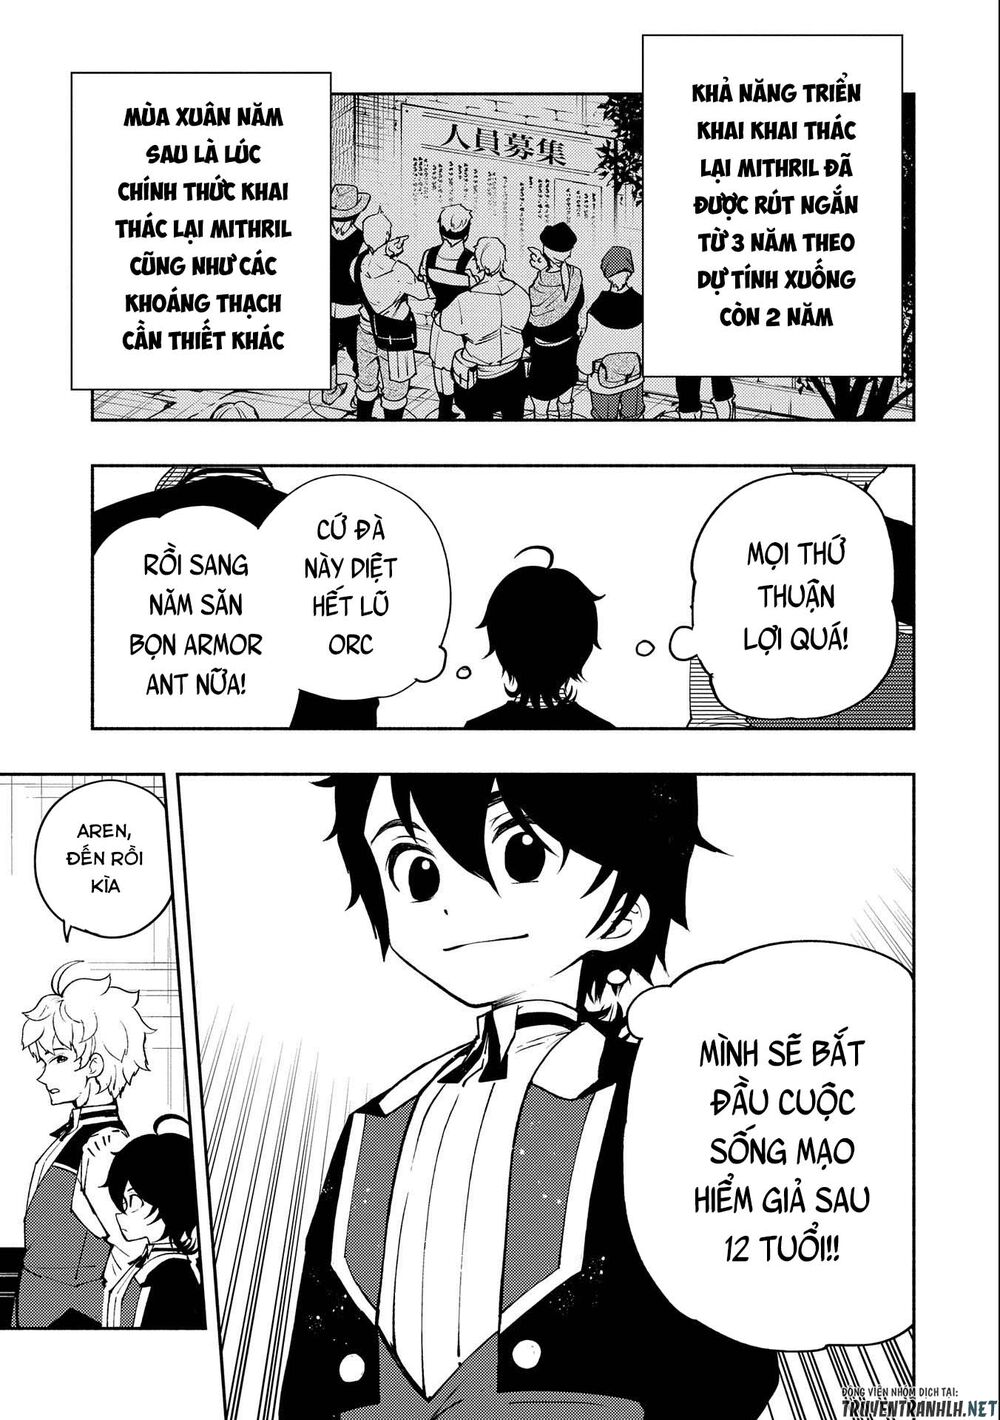 KHẢ NĂNG TRIỂN
KHAI KHAI THÁC
LẠI MITHRIL ĐÃ
ĐƯỢC RÚT NGẮN
TỪ 3 NĂM THEO
DỰ TÍNH XUỐNG
CÒN 2 NĂM
人員募集
MÙA XUÂN NĂM
SAU LÀ LÚC
CHÍNH THỨC KHAI
THÁC LẠI MITHRIL
CŨNG NHƯ CÁC
KHOÁNG THẠCH
CẦN THIẾT KHÁC
MỌI THỨ
THUẬN
LỢI QUÁ!
CỨ ĐÀ
NÀY DIỆT
HẾT LŨ
ORC
RỒI SANG
NĂM SĂN
BỌN ARMOR
ANT NỮA!
MÌNH SẼ BẮT
ĐẦU CUỘC
SỐNG MẠO
HIỂM GIẢ SAU
12 TUỔI!!
AREN,
ĐẾN RỒI
KÌA
ĐỘNG VIÊN NHÓM DỊCH TẠI:
TRUYENTRANHLH.NET